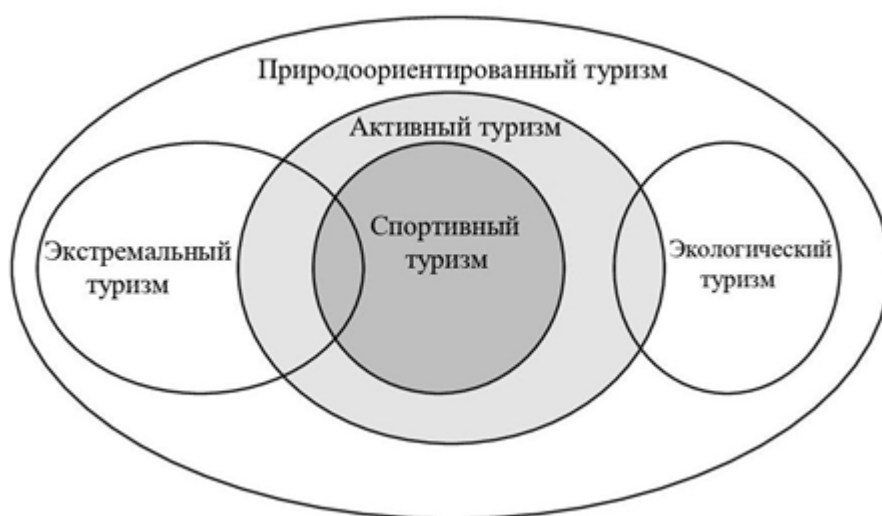 Природоориентированный туризм
Активный туризм
Экстремальный
туризм
Спортивный
туризм
Экологический
туризм